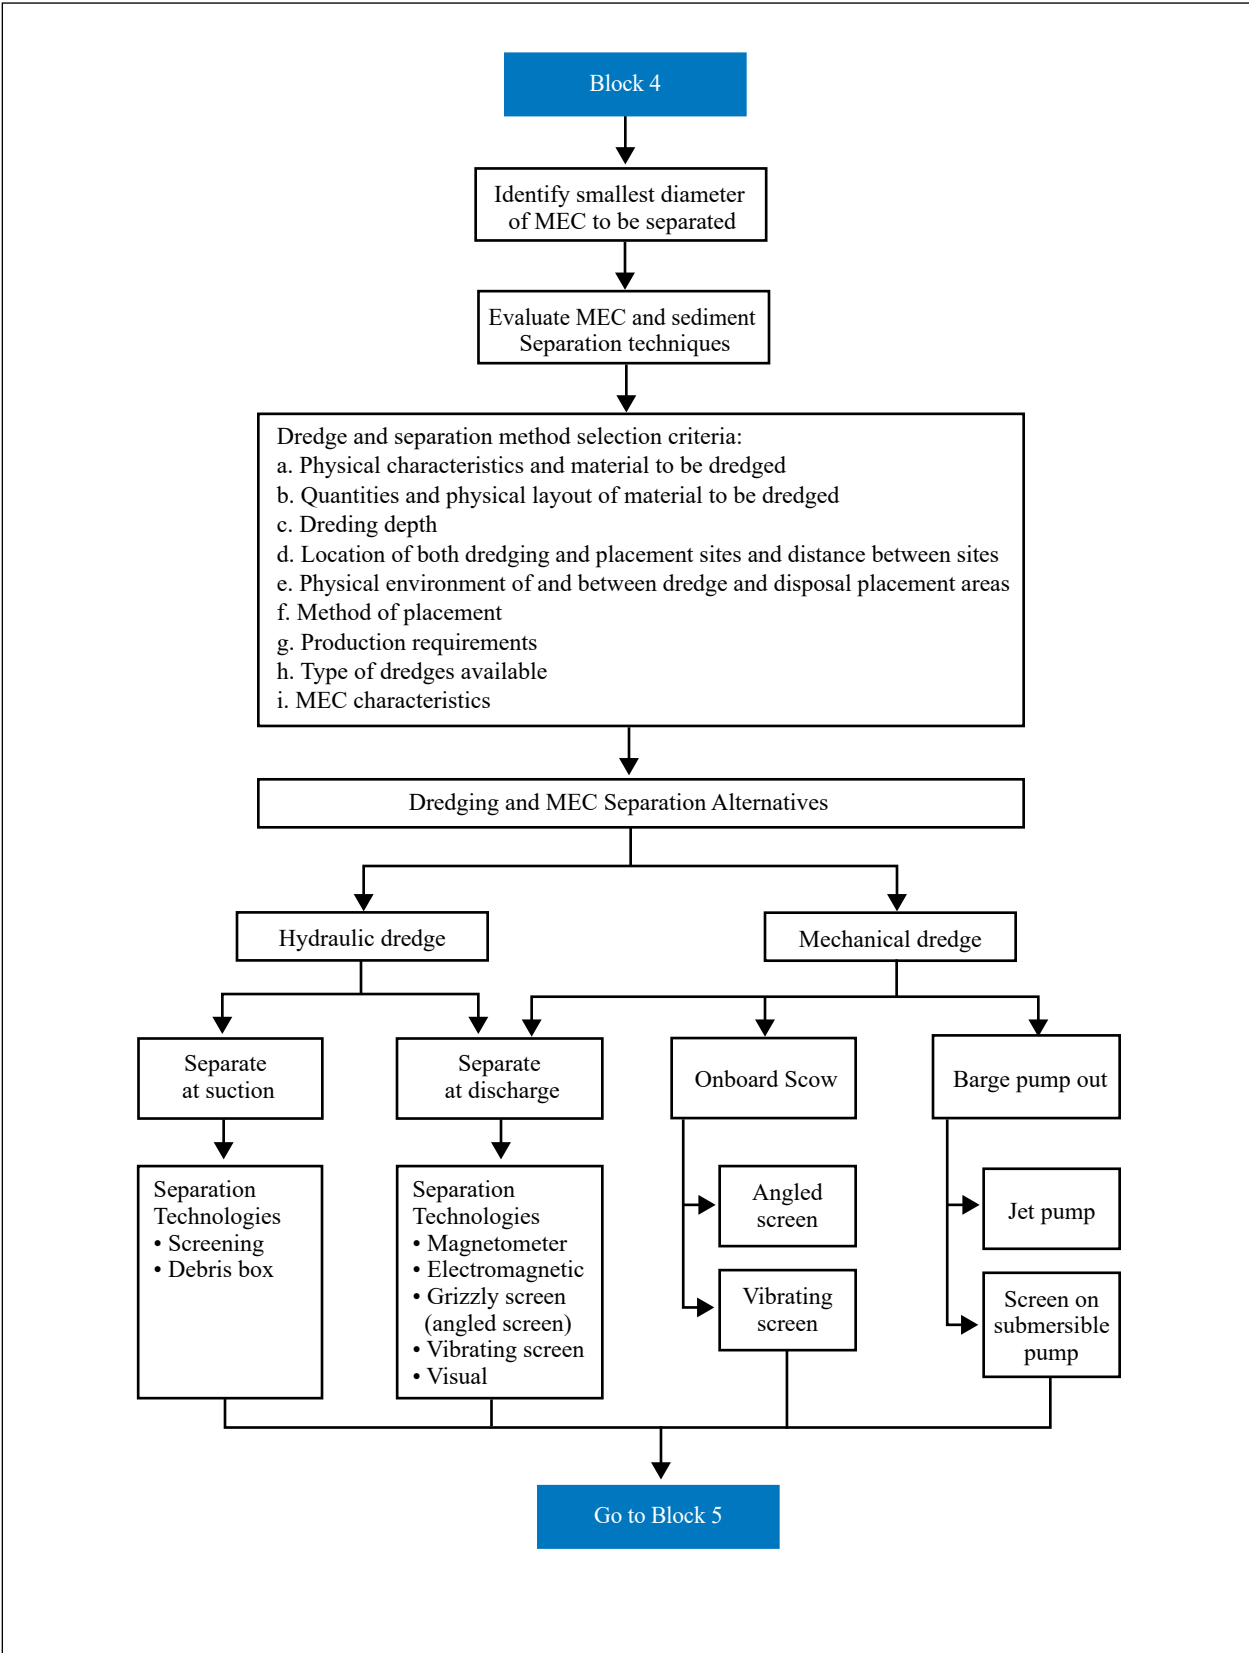 Block 4
Identify smallest diameter
of MEC to be separated
Evaluate MEC and sediment
Separation techniques
Dredge and separation method selection criteria:
a. Physical characteristics and material to be dredged
b. Quantities and physical layout of material to be dredged
c. Dreding depth
d. Location of both dredging and placement sites and distance between sites
e. Physical environment of and between dredge and disposal placement areas
f. Method of placement
g. Production requirements
h. Type of dredges available
i. MEC characteristics
Dredging and MEC Separation Alternatives
Hydraulic dredge
Mechanical dredge
Separate
at suction
Separate
at discharge
Onboard Scow
Barge pump out
Separation
Technologies
• Screening
• Debris box
Separation
Technologies
• Magnetometer
• Electromagnetic
• Grizzly screen
(angled screen)
• Vibrating screen
• Visual
Angled
screen
Vibrating
screen
Jet pump
Screen on
submersible
pump
Go to Block 5